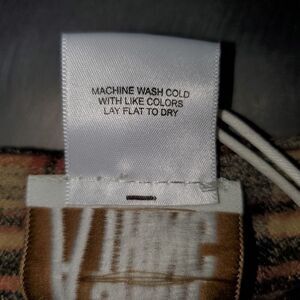 MACHINE WASH COLD
WITH LIKE COLORS
LAY FLAT TO DRY